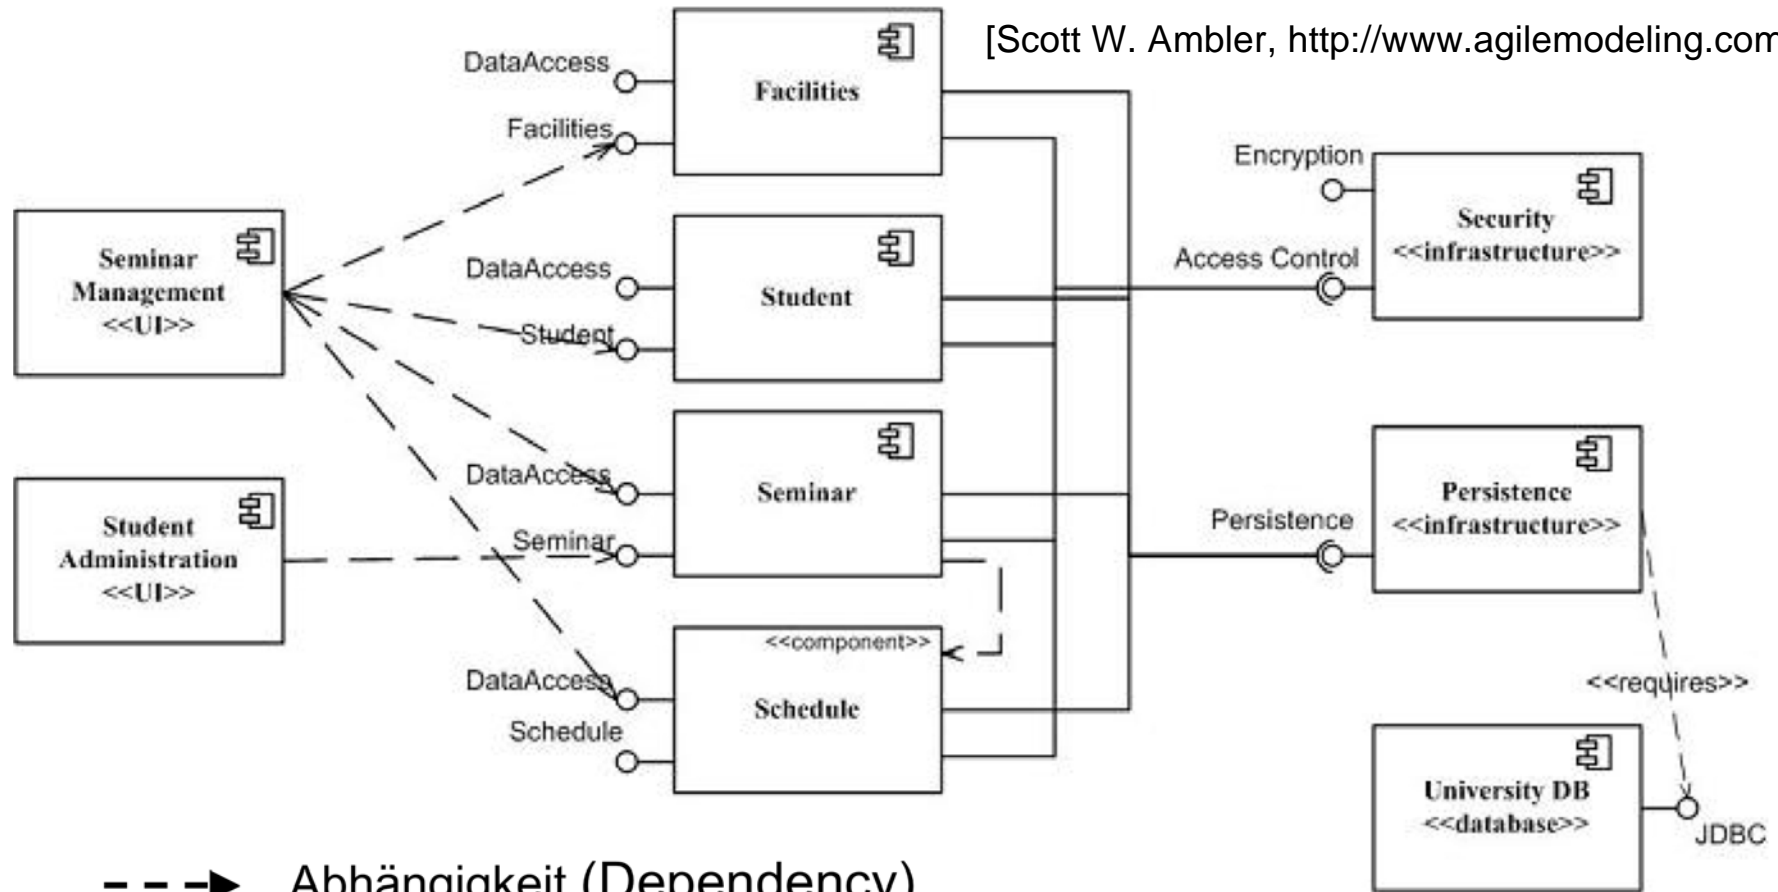 [Scott W. Ambler, http://www.agilemodeling.com
DataAccess
Facilities
Facilities
Encryption
Security
<<infrastructure>>
Access Control
Seminar
Management
<<UI>>
DataAccess
Student
Student
DataAccess
Seminar
Seminar
Persistence
Persistence
<<infrastructure>>
Student
Administration
<<UI>>
<<component>>
DataAccess
Schedule
Schedule
<<requires>>
University DB
<<database>>
JDBC
Abhängigkeit (Dependency)